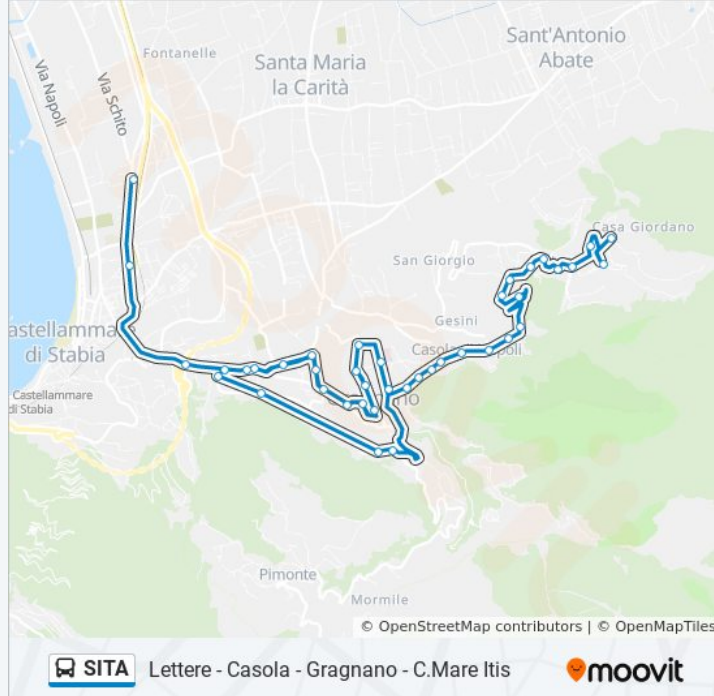 Fontanelle
Sant'Antonio
Abate
Santa Maria
la Carità
Via Napoli
Via Schito
Casa Giordano
San Giorgio
Gesini
astellammare
di Stabia
Castellammare
di Stabia
Pimonte
Mormile
© OpenStreetMap contributors | © OpenMapTiles
SITA
Lettere - Casola - Gragnano - C.Mare Itis
moovit